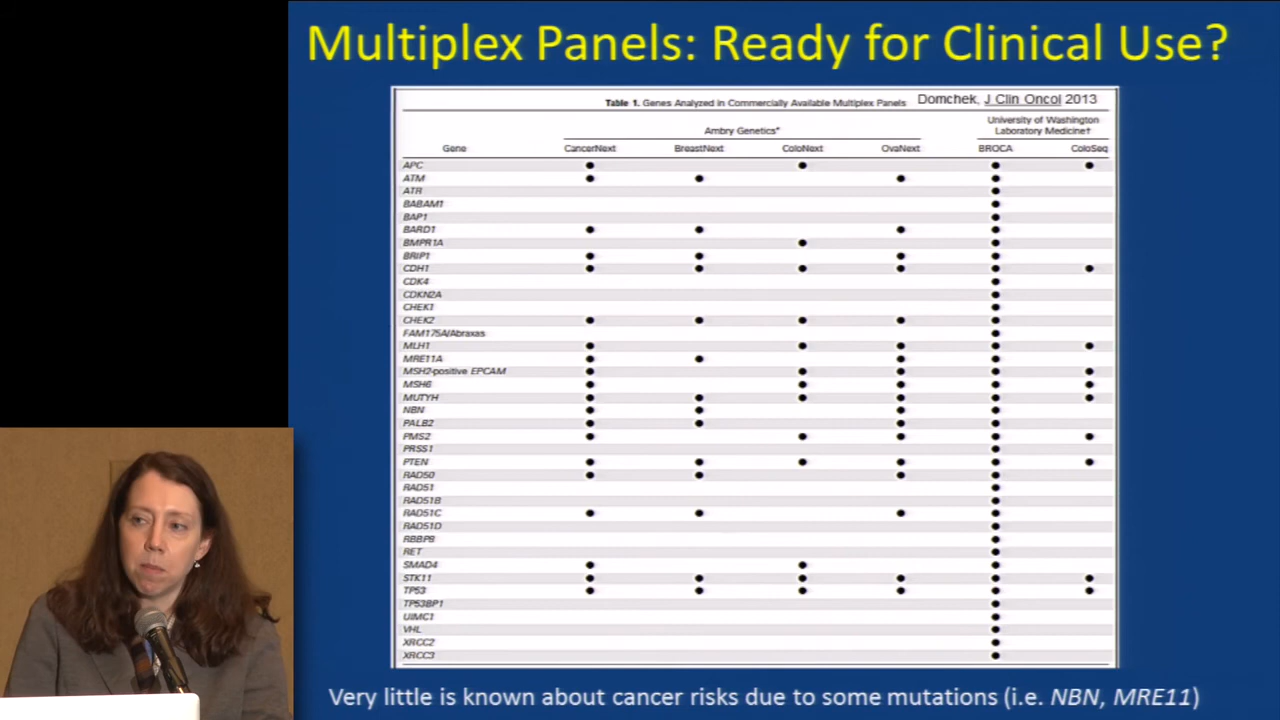 Multiplex Panels: Ready for Clinical Use?
Table 1. Genes Analyzed in Commercially Available Multiplex Panels
Domchek, J Clin Oncol 2013
Ambry Genetics*
University of Washington
Laboratory Medicine†
Gene CancerNext BreastNext ColoNext OvaNext BROCA ColoSeq
APC
ATM
ATR
BABAM1
BAP1
BARD1
BMPR1A
BRIP1
CDH1
CDK4
CDKN2A
CHEK1
CHEK2
FAM175A/Abraxas
MLH1
MRE11A
MSH2-positive EPCAM
MSH6
MUTYH
NBN
PALB2
PMS2
PRSS1
PTEN
RAD50
RAD51
RAD51B
RAD51C
RAD51D
RBBP8
RET
SMAD4
STK11
TP53
TP53BP1
UIMC1
VHL
XRCC2
XRCC3
Very little is known about cancer risks due to some mutations (i.e. NBN, MRE11)